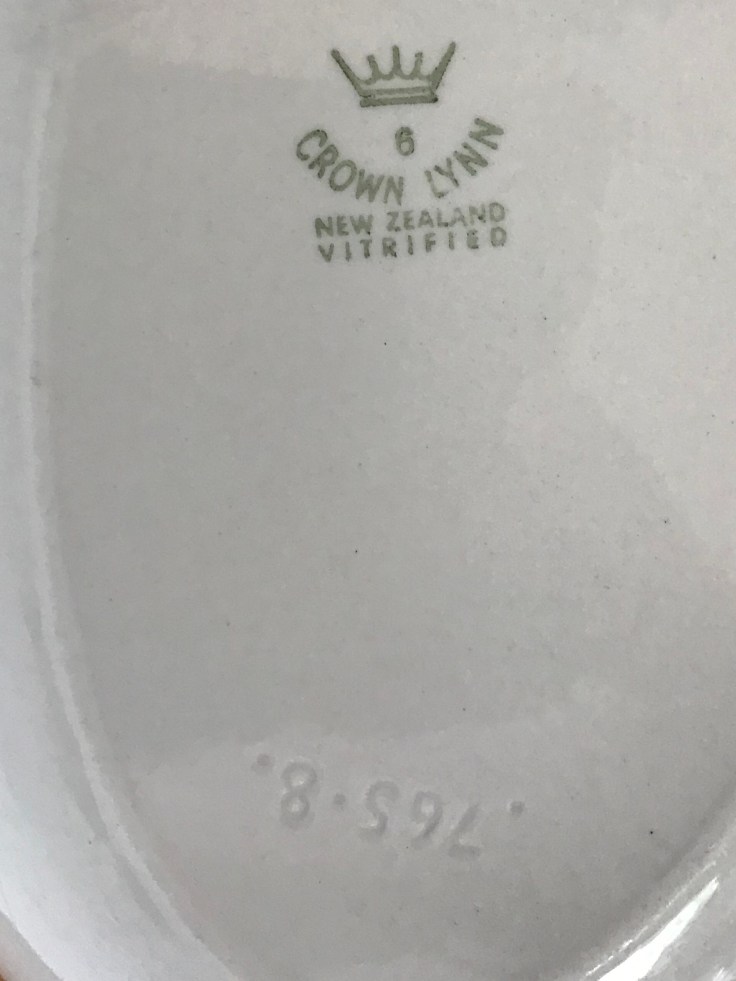 6
CROWN LYNN
NEW ZEALAND
VITRIFIED
.765.8.